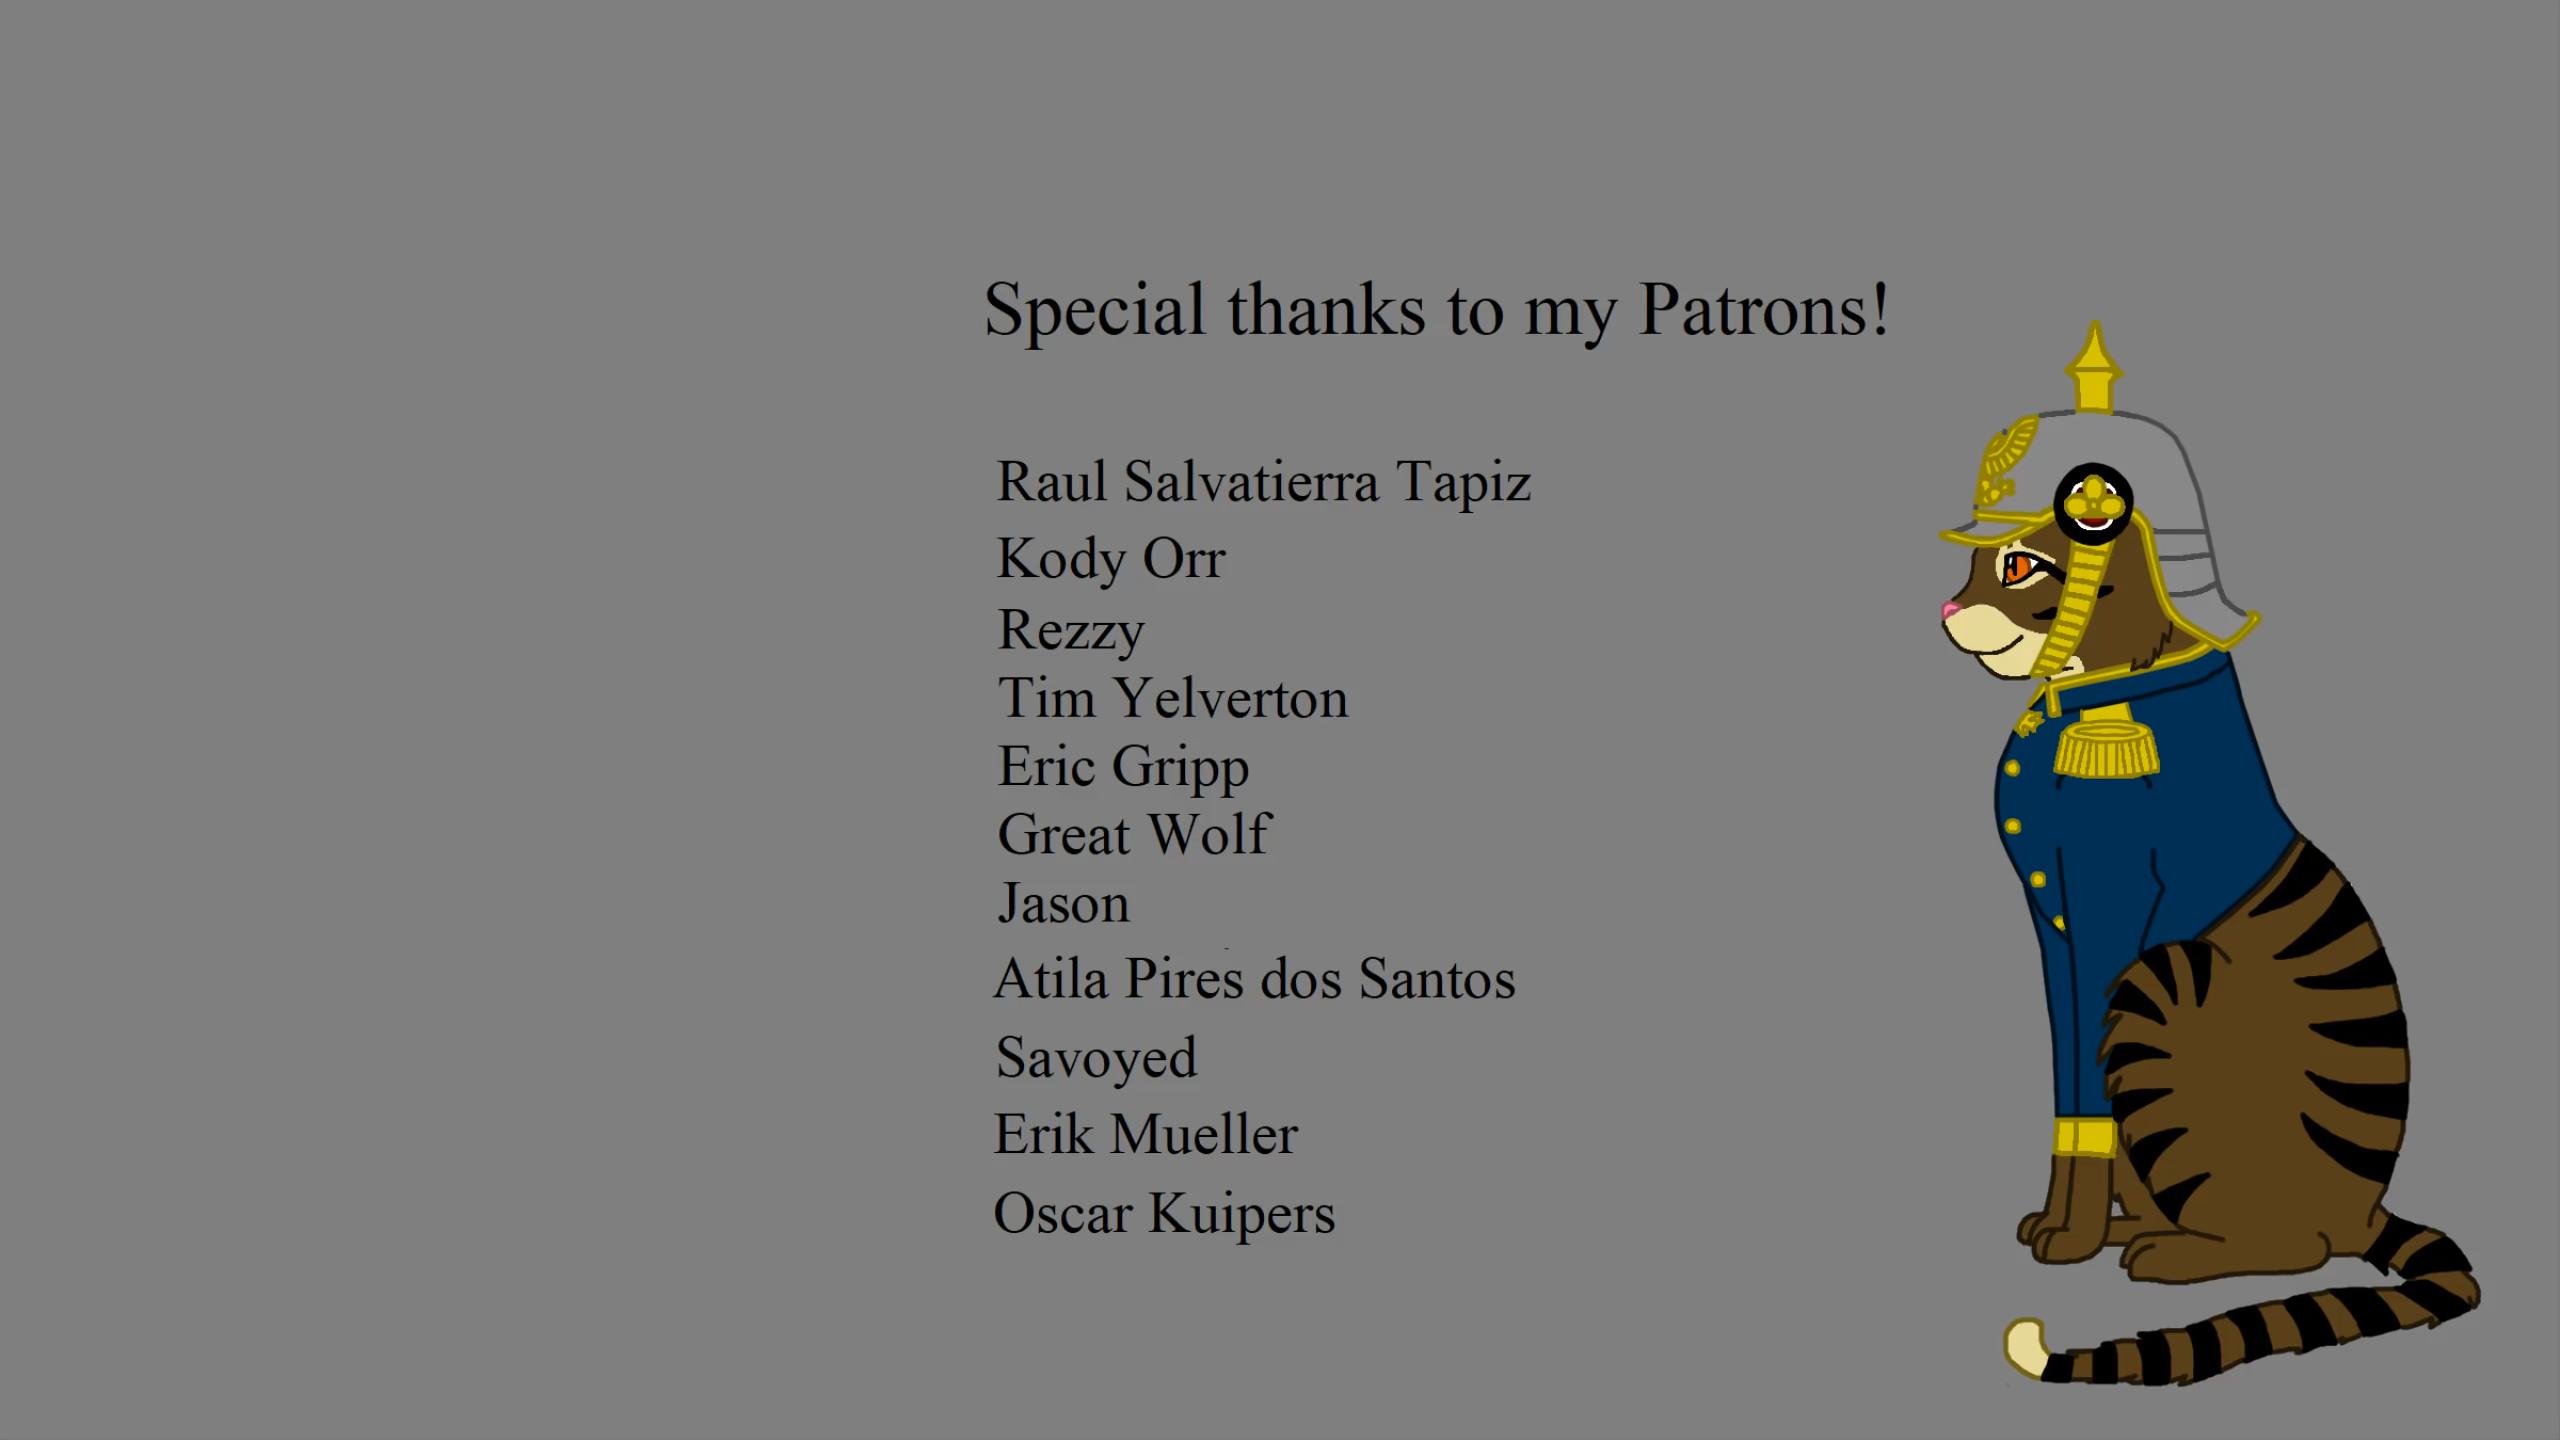 Special thanks to my Patrons!
Raul Salvatierra Tapiz
Kody Orr
Rezzy
Tim Yelverton
Eric Gripp
Great Wolf
Jason
Atila Pires dos Santos
Savoyed
Erik Mueller
Oscar Kuipers